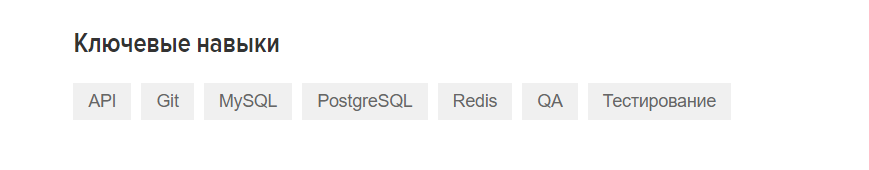 Ключевые навыки
API Git MySQL PostgreSQL Redis QA Тестирование